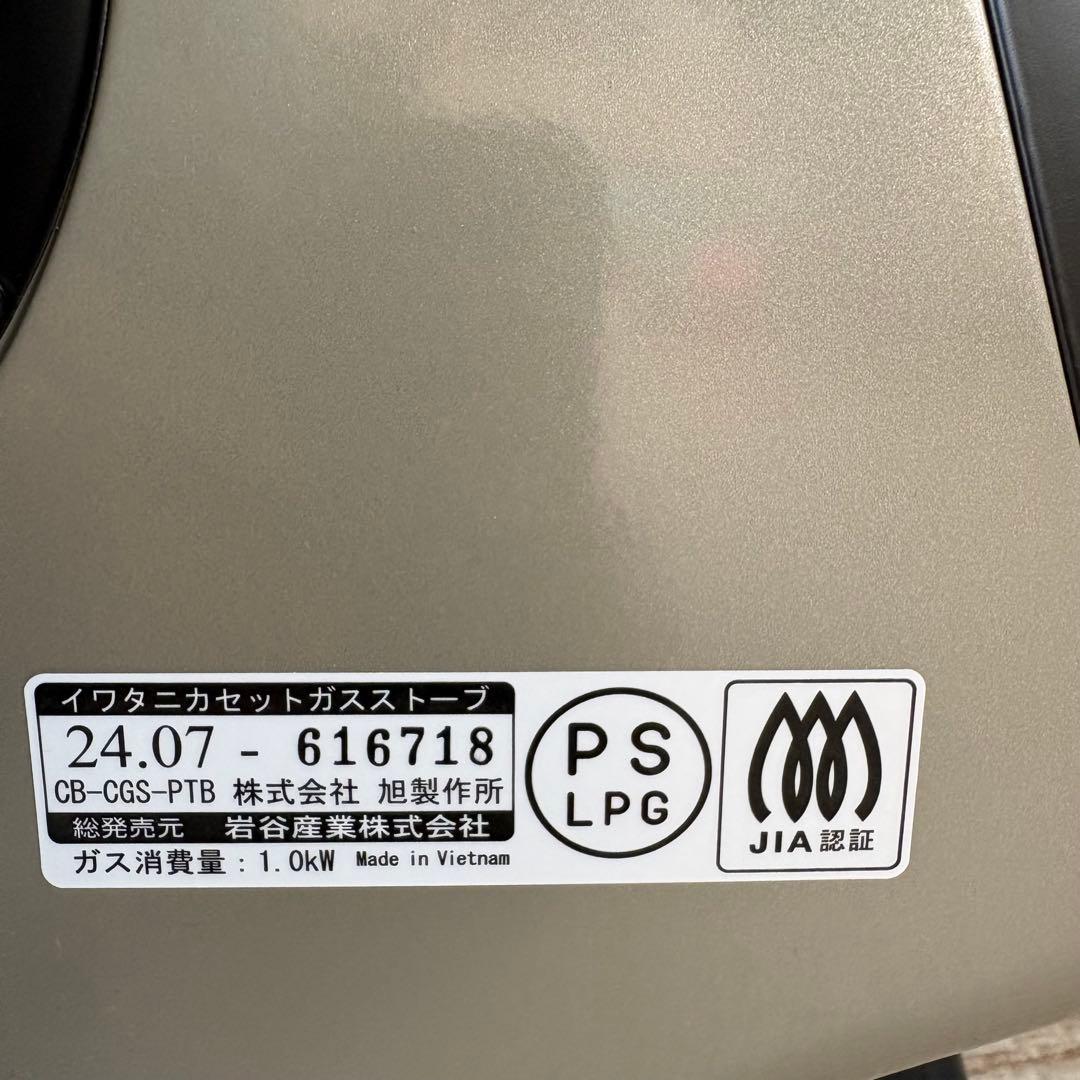 イワタニカセットガスストーブ
24.07 - 616718
CB-CGS-PTB 株式会社 旭製作所
総発売元 岩谷産業株式会社
ガス消費量：1.0kW Made in Vietnam
PS
LPG
JIA認証